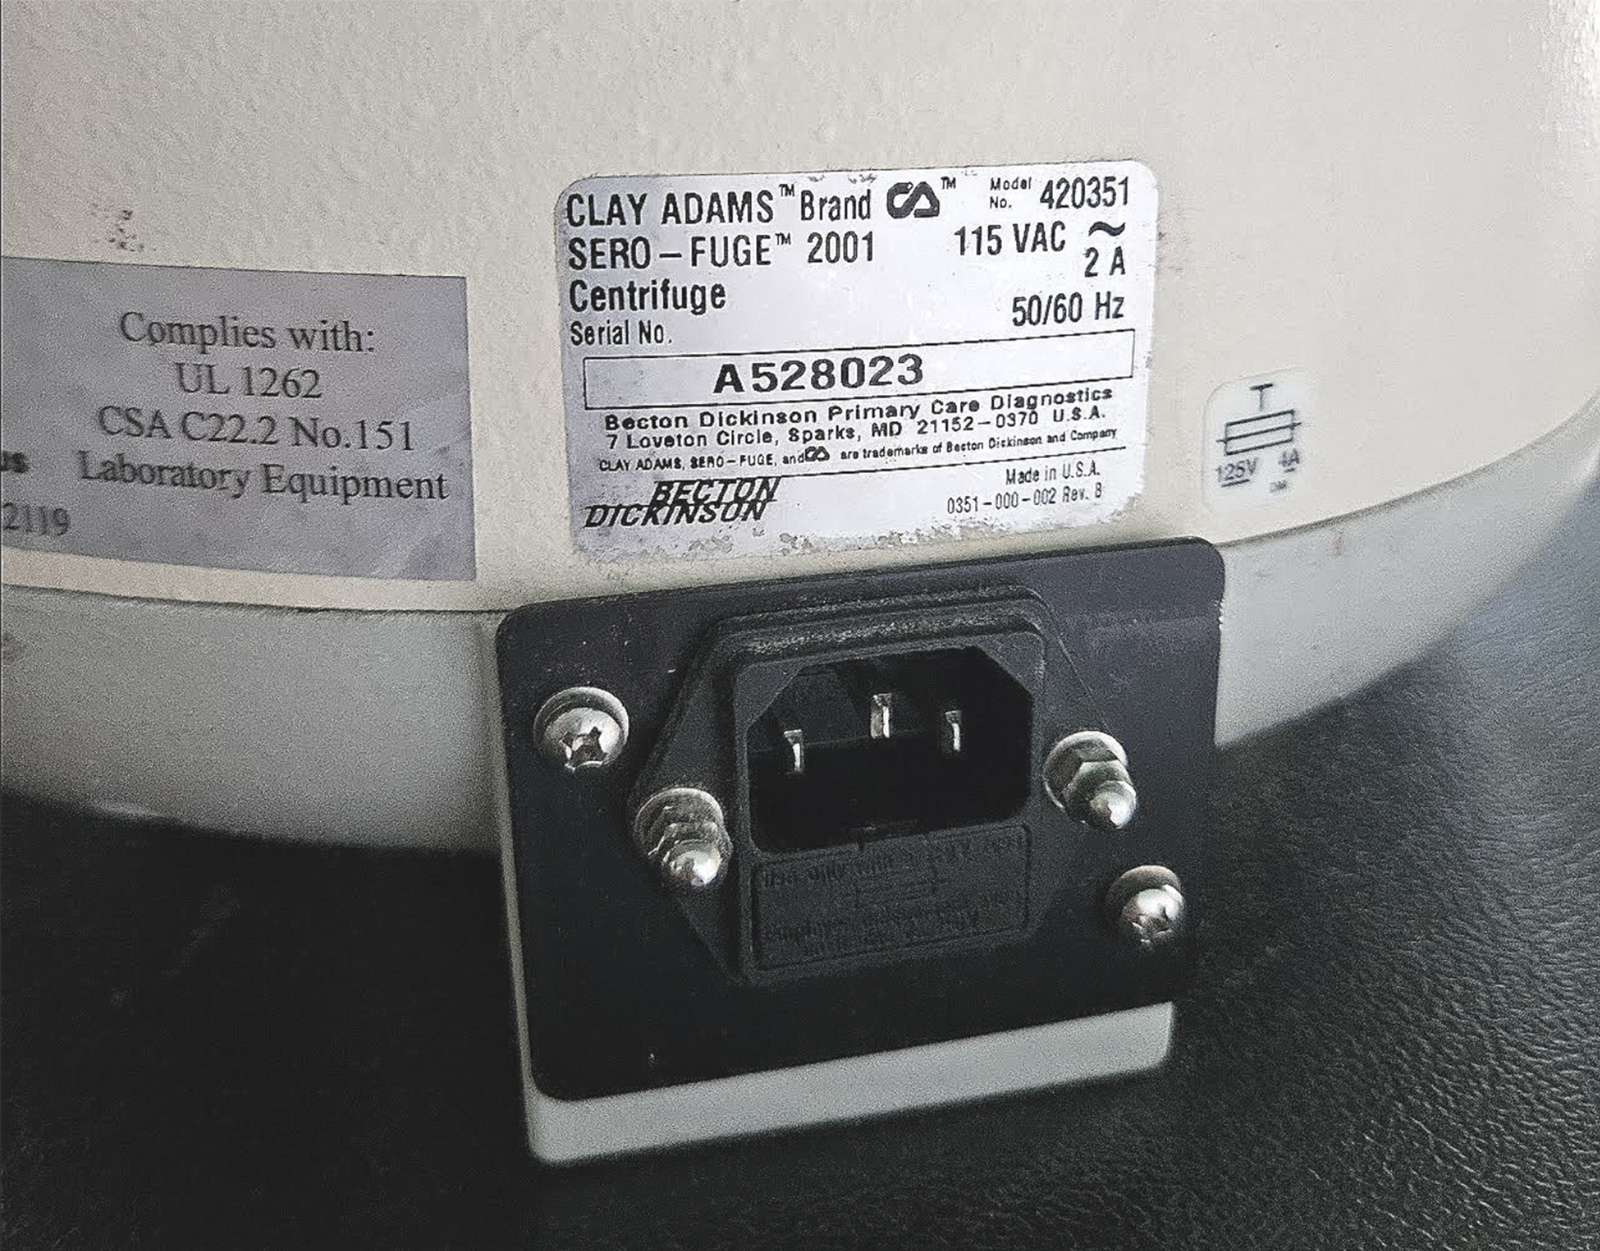 CLAY ADAMS™ Brand CA™ Model No. 420351
SERO-FUGE™ 2001 115 VAC ~
2 A
Centrifuge 50/60 Hz
Serial No.
A528023
Becton Dickinson Primary Care Diagnostics
7 Loveton Circle, Sparks, MD 21152-0370 U.S.A.
CLAY ADAMS, SERO-FUGE, and CA are trademarks of Becton Dickinson and Company
BECTON
DICKINSON
Made in U.S.A.
0351-000-002 Rev. B
Complies with:
UL 1262
CSA C22.2 No.151
Laboratory Equipment
2119
T
125V 4A